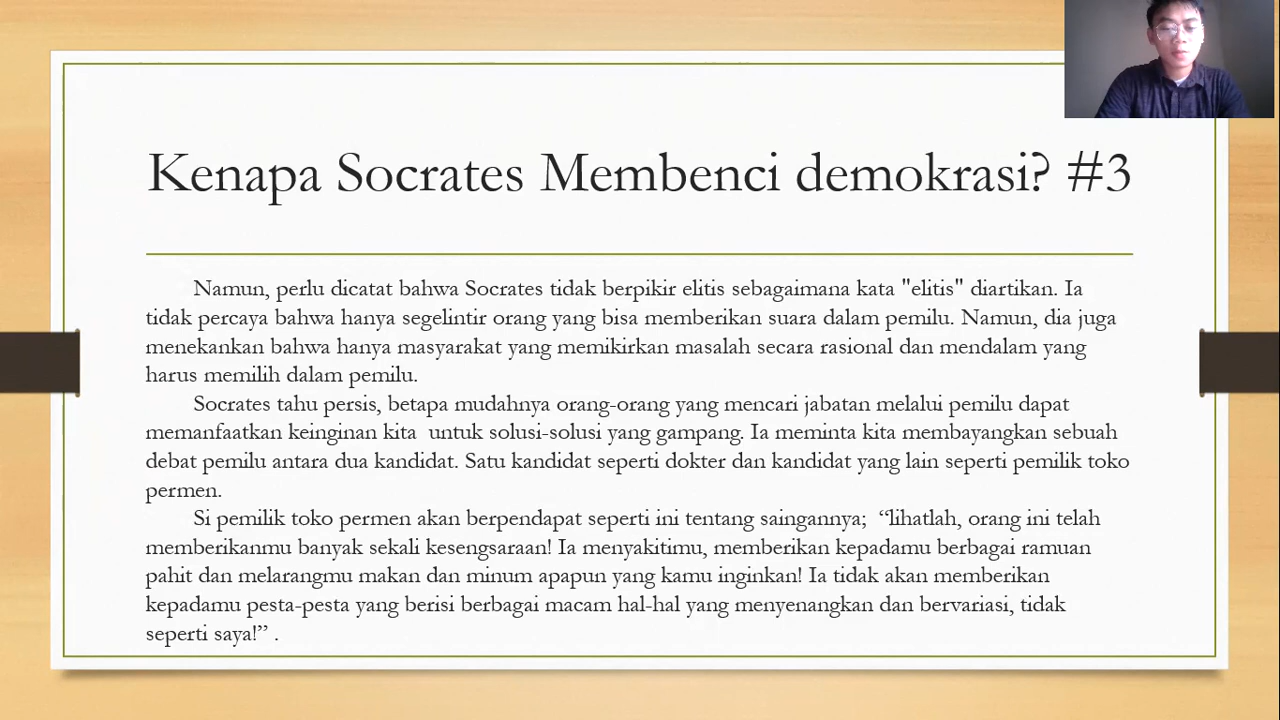 Kenapa Socrates Membenci demokrasi? #3
Namun, perlu dicatat bahwa Socrates tidak berpikir elitis sebagaimana kata "elitis" diartikan. Ia
tidak percaya bahwa hanya segelintir orang yang bisa memberikan suara dalam pemilu. Namun, dia juga
menekankan bahwa hanya masyarakat yang memikirkan masalah secara rasional dan mendalam yang
harus memilih dalam pemilu.
Socrates tahu persis, betapa mudahnya orang-orang yang mencari jabatan melalui pemilu dapat
memanfaatkan keinginan kita  untuk solusi-solusi yang gampang. Ia meminta kita membayangkan sebuah
debat pemilu antara dua kandidat. Satu kandidat seperti dokter dan kandidat yang lain seperti pemilik toko
permen.
Si pemilik toko permen akan berpendapat seperti ini tentang saingannya;  “lihatlah, orang ini telah
memberikanmu banyak sekali kesengsaraan! Ia menyakitimu, memberikan kepadamu berbagai ramuan
pahit dan melarangmu makan dan minum apapun yang kamu inginkan! Ia tidak akan memberikan
kepadamu pesta-pesta yang berisi berbagai macam hal-hal yang menyenangkan dan bervariasi, tidak
seperti saya!” .